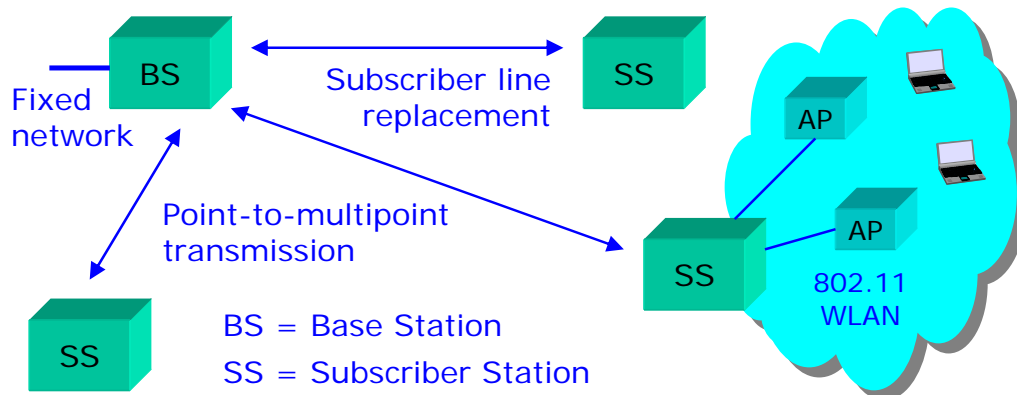 BS
Fixed
network
Subscriber line
replacement
SS
AP
AP
802.11
WLAN
SS
Point-to-multipoint
transmission
SS
BS = Base Station
SS = Subscriber Station